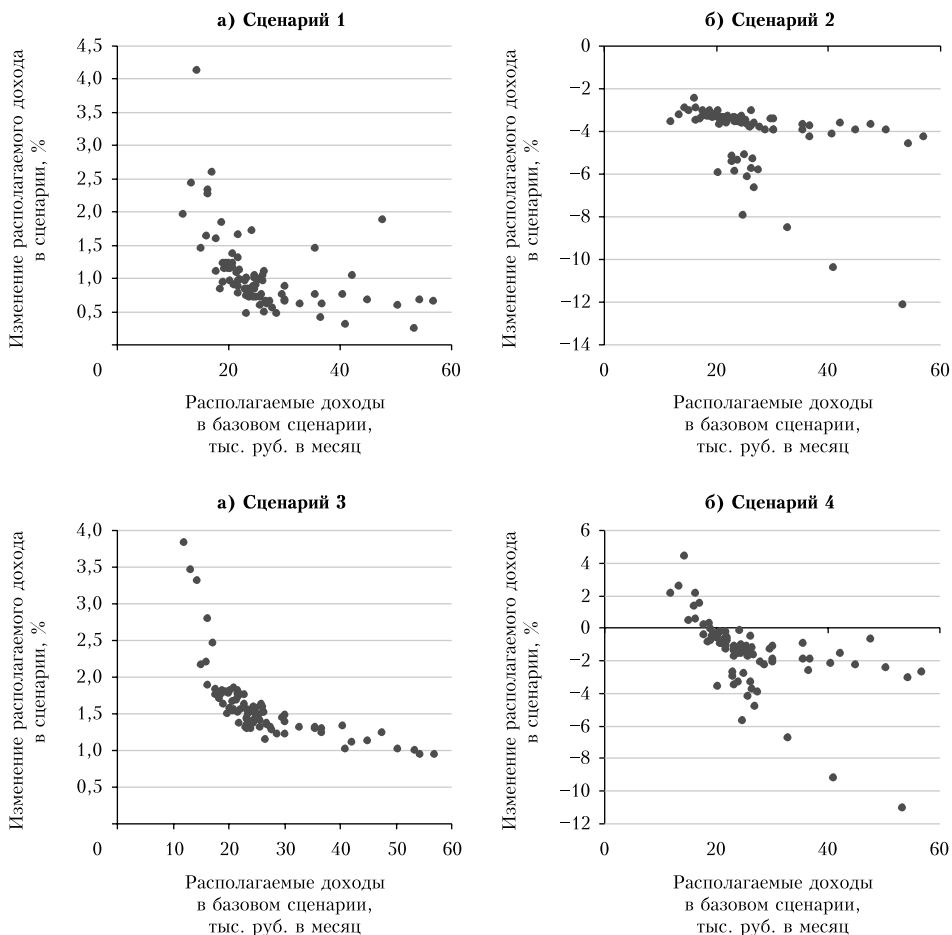 а) Сценарий 1
Изменение располагаемого дохода
в сценарии, %
4,5
4,0
3,5
3,0
2,5
2,0
1,5
1,0
0,5
0
20
40
60
Располагаемые доходы
в базовом сценарии,
тыс. руб. в месяц
б) Сценарий 2
Изменение располагаемого дохода
в сценарии, %
0
−2
−4
−6
−8
−10
−12
−14
0
20
40
60
Располагаемые доходы
в базовом сценарии,
тыс. руб. в месяц
а) Сценарий 3
Изменение располагаемого дохода
в сценарии, %
4,0
3,5
3,0
2,5
2,0
1,5
1,0
0,5
0
10
20
30
40
50
60
Располагаемые доходы
в базовом сценарии,
тыс. руб. в месяц
б) Сценарий 4
Изменение располагаемого дохода
в сценарии, %
6
4
2
0
−2
−4
−6
−8
−10
−12
0
20
40
60
Располагаемые доходы
в базовом сценарии,
тыс. руб. в месяц